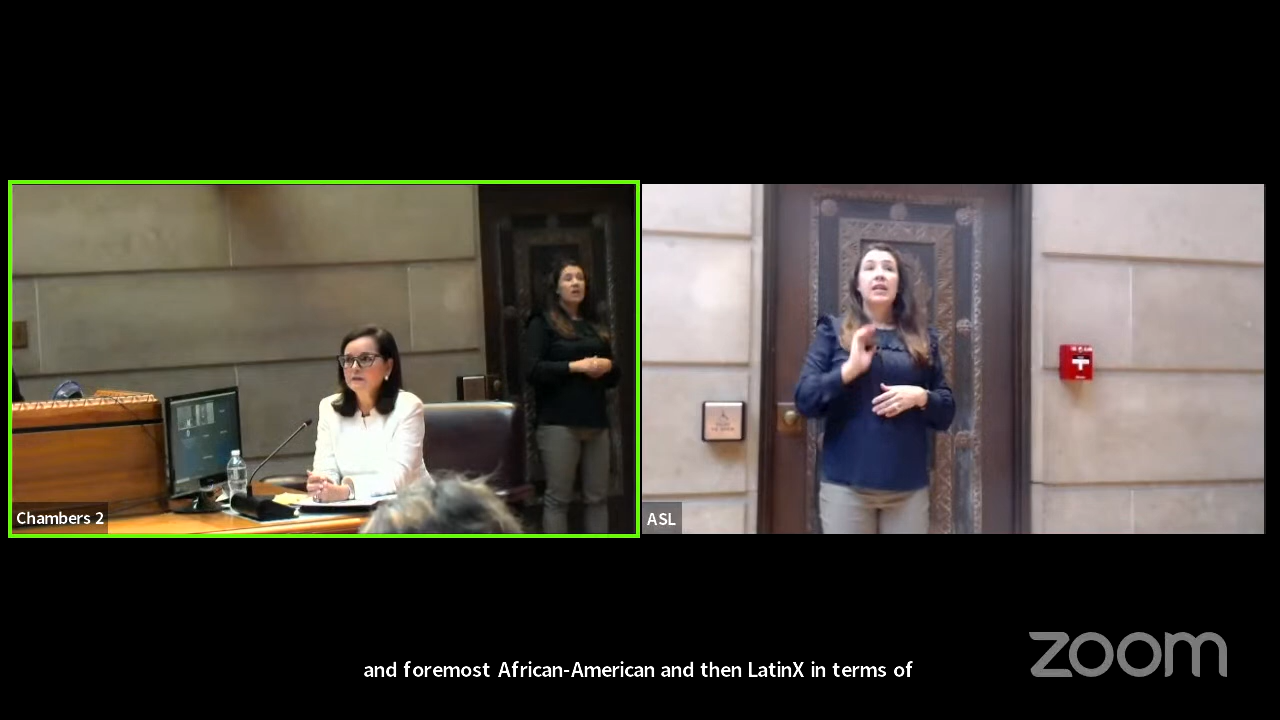 Chambers 2
ASL
and foremost African-American and then LatinX in terms of
zoom